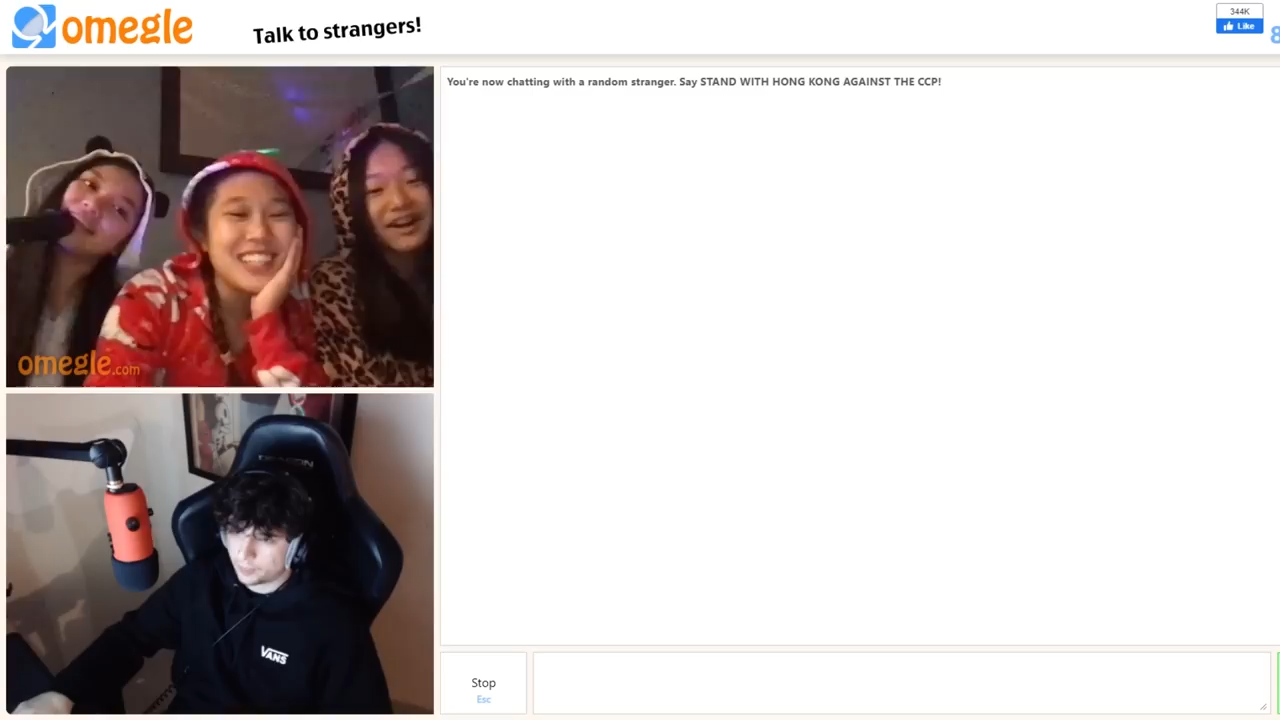 omegle
Talk to strangers!
344K
Like
8
You're now chatting with a random stranger. Say STAND WITH HONG KONG AGAINST THE CCP!
omegle.com
VANS
Stop
Esc